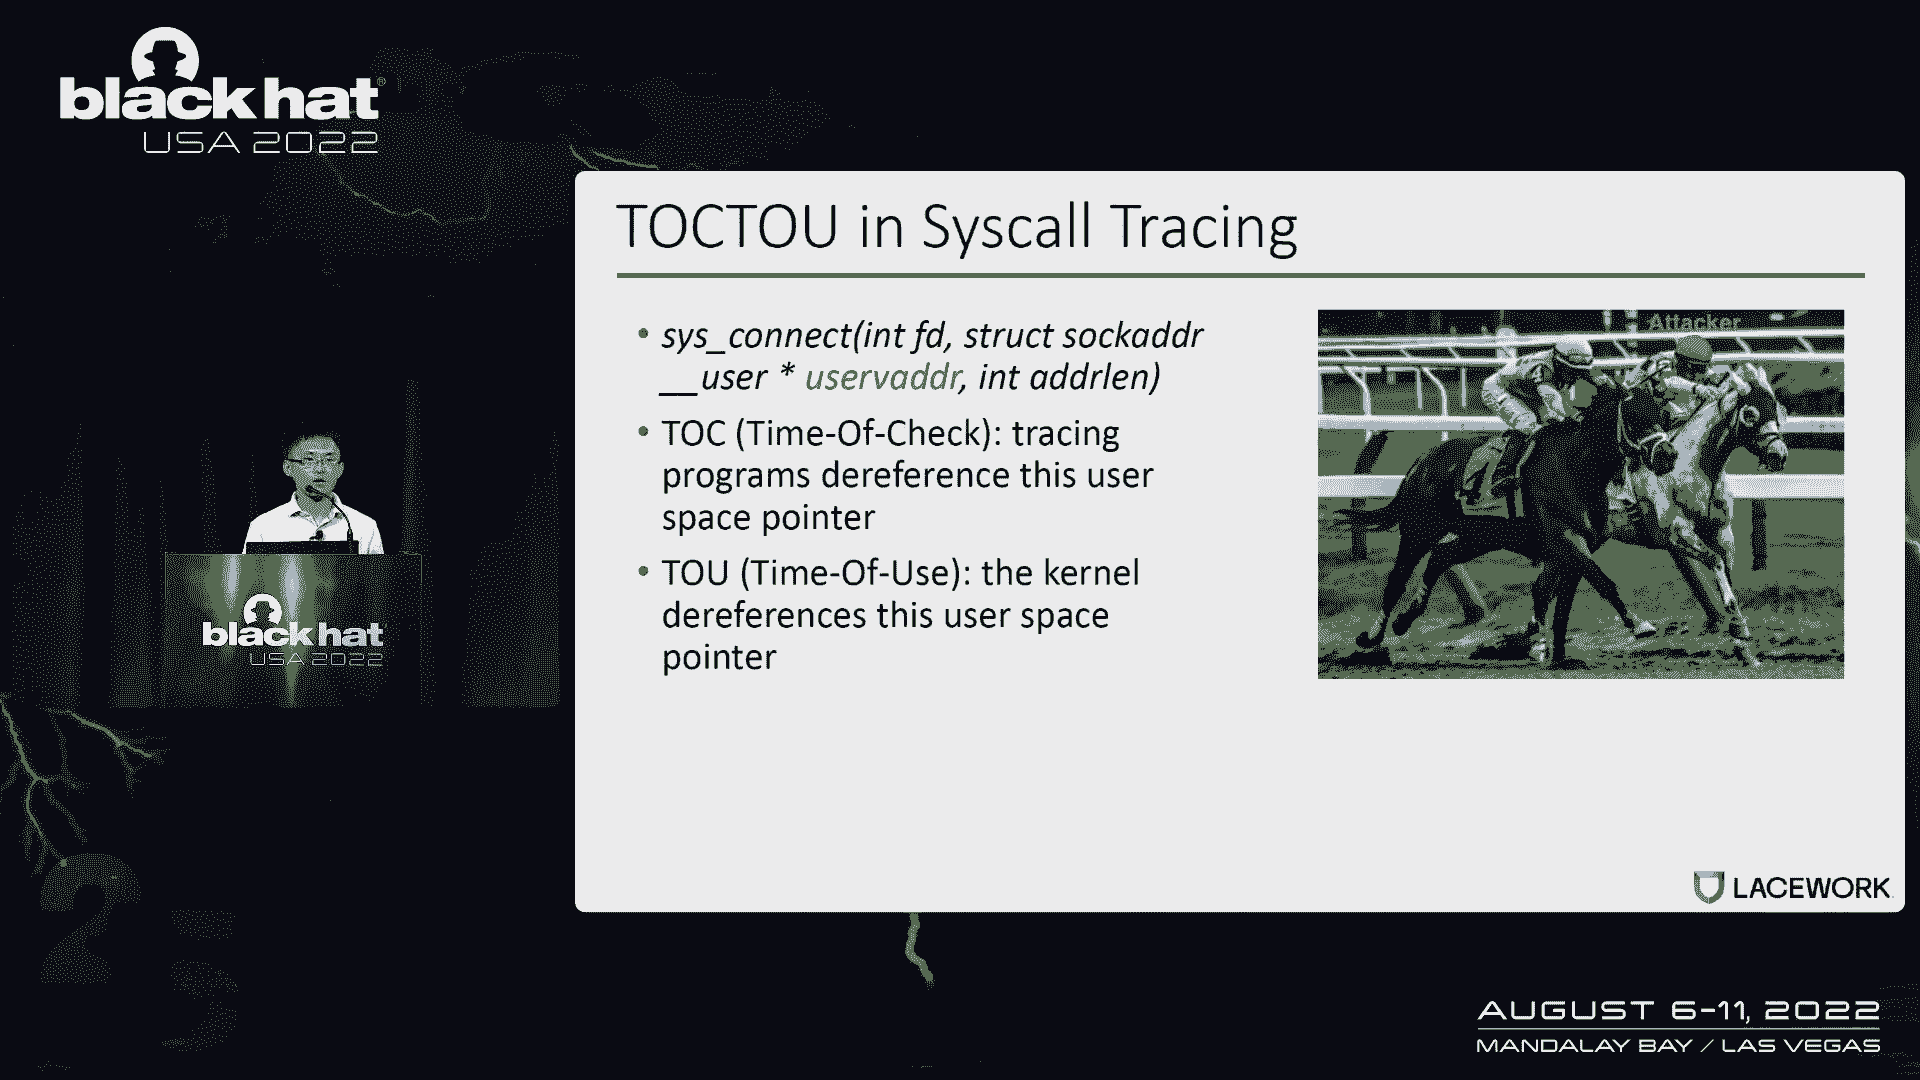 black hat®
USA 2022
TOCTOU in Syscall Tracing
• sys_connect(int fd, struct sockaddr
__user * uservaddr, int addrlen)
• TOC (Time-Of-Check): tracing
programs dereference this user
space pointer
• TOU (Time-Of-Use): the kernel
dereferences this user space
pointer
Attacker
black hat
USA 2022
LACEWORK
25
AUGUST 6-11, 2022
MANDALAY BAY / LAS VEGAS